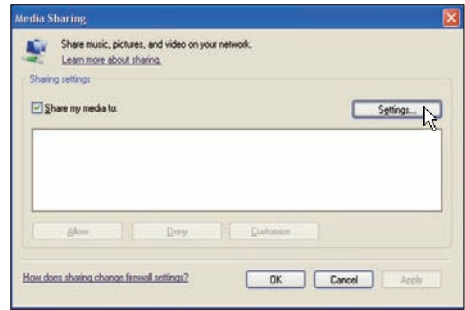 Media Sharing
Share music, pictures, and video on your network.
Learn more about sharing.
Sharing settings
Share my media to:
Settings...
Allow
Deny
Customize...
How does sharing change firewall settings?
OK
Cancel
Apply